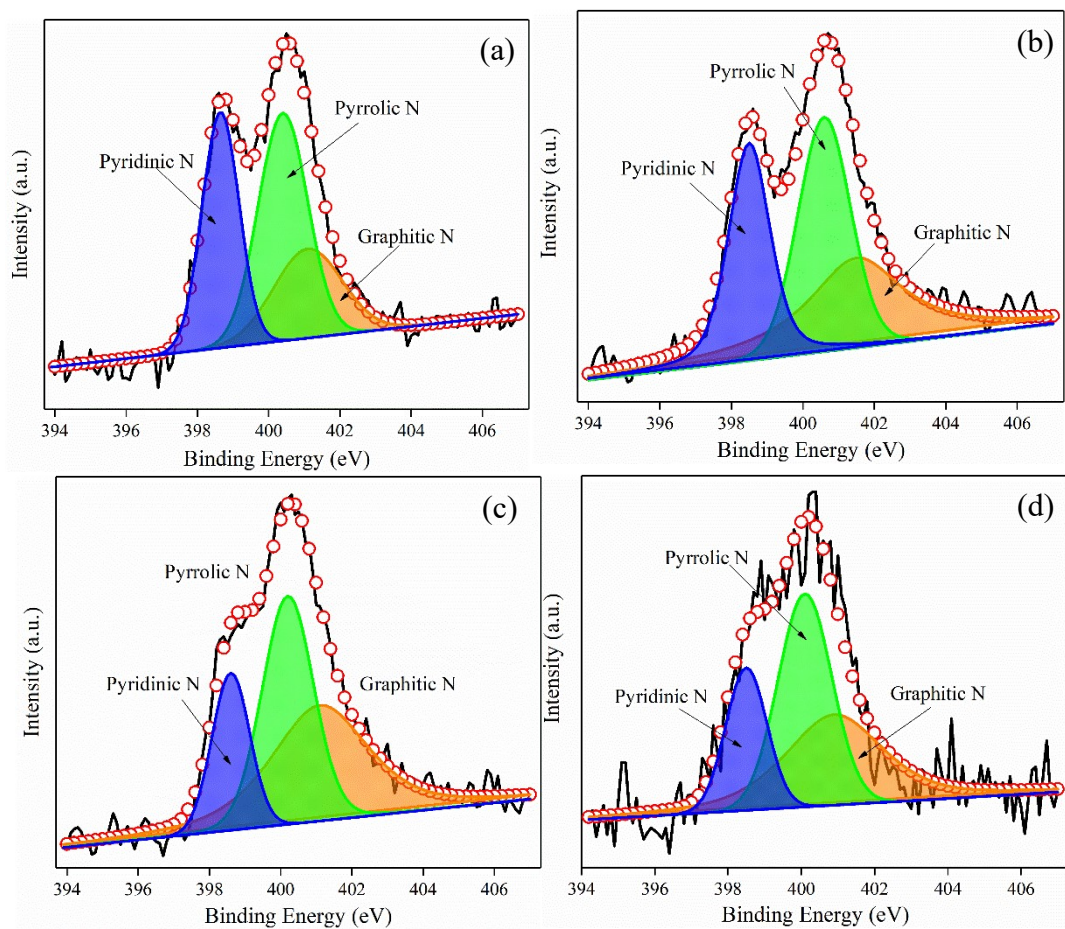 (a)
Pyrrolic N
Pyridinic N
Graphitic N
Intensity (a.u.)
394 396 398 400 402 404 406
Binding Energy (eV)
(b)
Pyrrolic N
Pyridinic N
Graphitic N
Intensity (a.u.)
394 396 398 400 402 404 406
Binding Energy (eV)
(c)
Pyrrolic N
Pyridinic N
Graphitic N
Intensity (a.u.)
394 396 398 400 402 404 406
Binding Energy (eV)
(d)
Pyrrolic N
Pyridinic N
Graphitic N
Intensity (a.u.)
394 396 398 400 402 404 406
Binding Energy (eV)